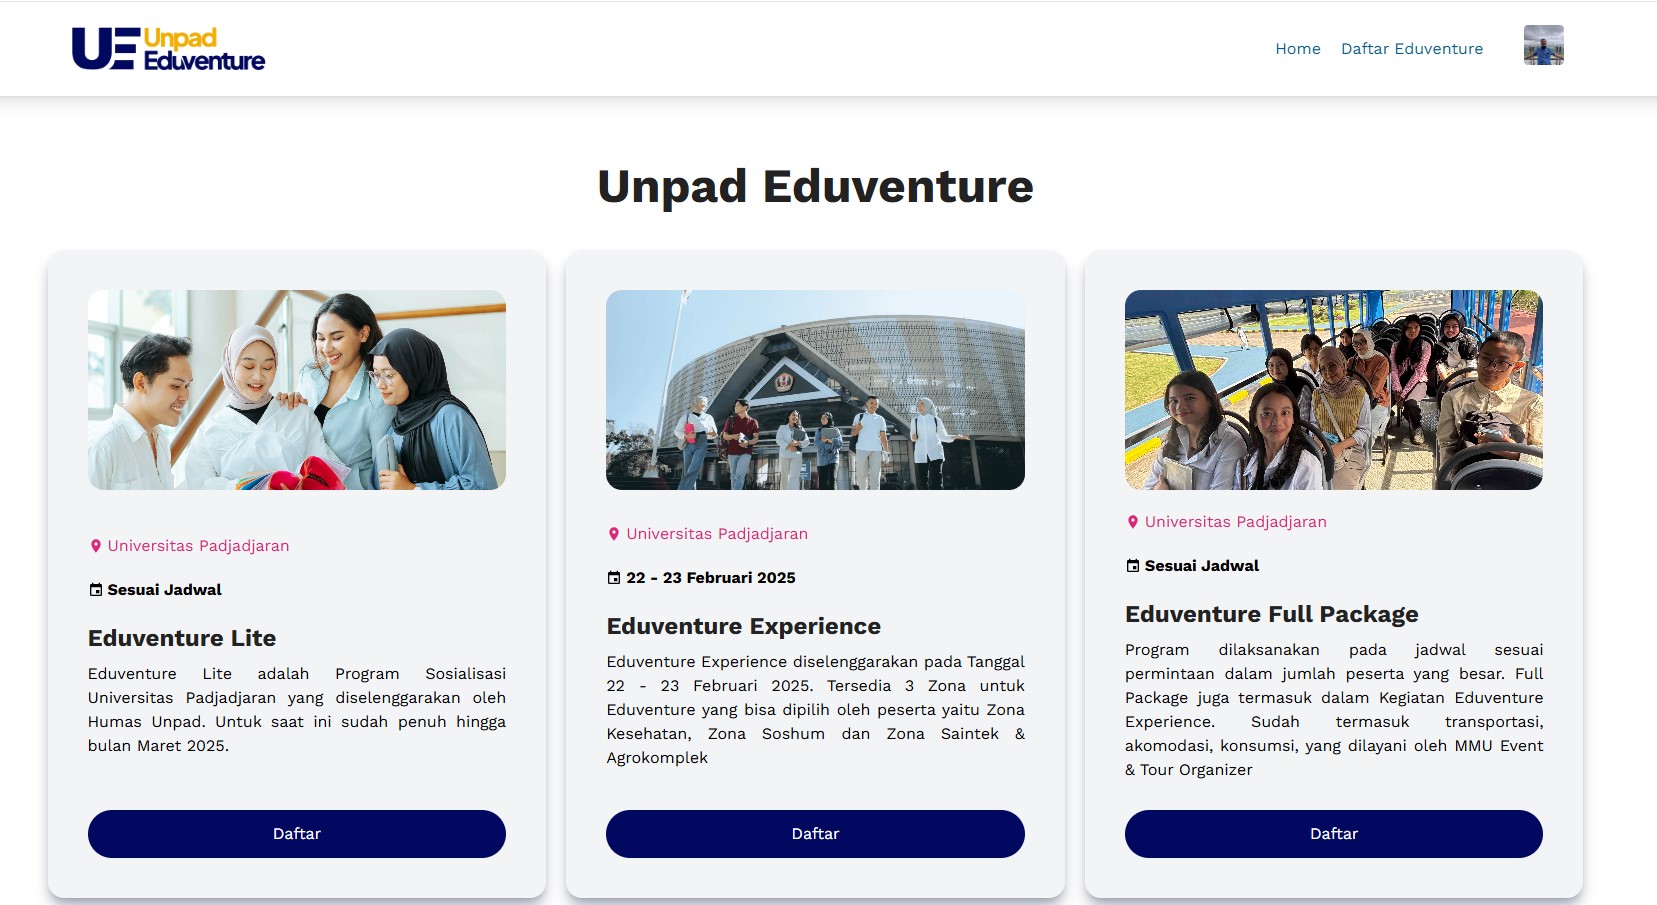 UE Unpad
Eduventure
Home Daftar Eduventure
Unpad Eduventure
Universitas Padjadjaran
Sesuai Jadwal
Eduventure Lite
Eduventure Lite adalah Program Sosialisasi
Universitas Padjadjaran yang diselenggarakan oleh
Humas Unpad. Untuk saat ini sudah penuh hingga
bulan Maret 2025.
Daftar
Universitas Padjadjaran
22 - 23 Februari 2025
Eduventure Experience
Eduventure Experience diselenggarakan pada Tanggal
22 - 23 Februari 2025. Tersedia 3 Zona untuk
Eduventure yang bisa dipilih oleh peserta yaitu Zona
Kesehatan, Zona Soshum dan Zona Saintek &
Agrokomplek
Daftar
Universitas Padjadjaran
Sesuai Jadwal
Eduventure Full Package
Program dilaksanakan pada jadwal sesuai
permintaan dalam jumlah peserta yang besar. Full
Package juga termasuk dalam Kegiatan Eduventure
Experience. Sudah termasuk transportasi,
akomodasi, konsumsi, yang dilayani oleh MMU Event
& Tour Organizer
Daftar